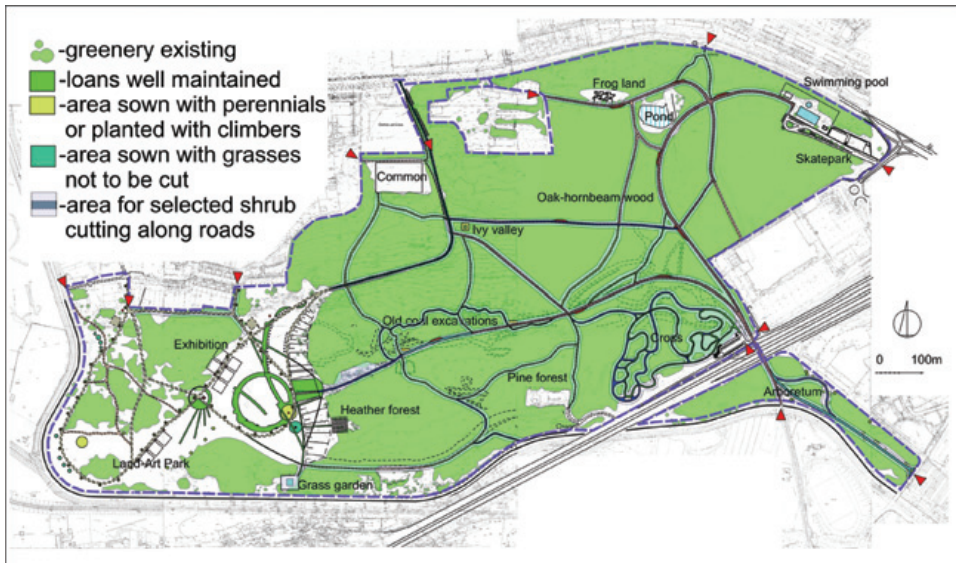 -greenery existing
-loans well maintained
-area sown with perennials
or planted with climbers
-area sown with grasses
not to be cut
-area for selected shrub
cutting along roads
Frog land
Swimming pool
Pond
Skatepark
Common
Oak-hornbeam wood
Ivy valley
Old coal excavations
Exhibition
Cross
Pine forest
Arboretum
Heather forest
Land-Art Park
Grass garden
0 100m